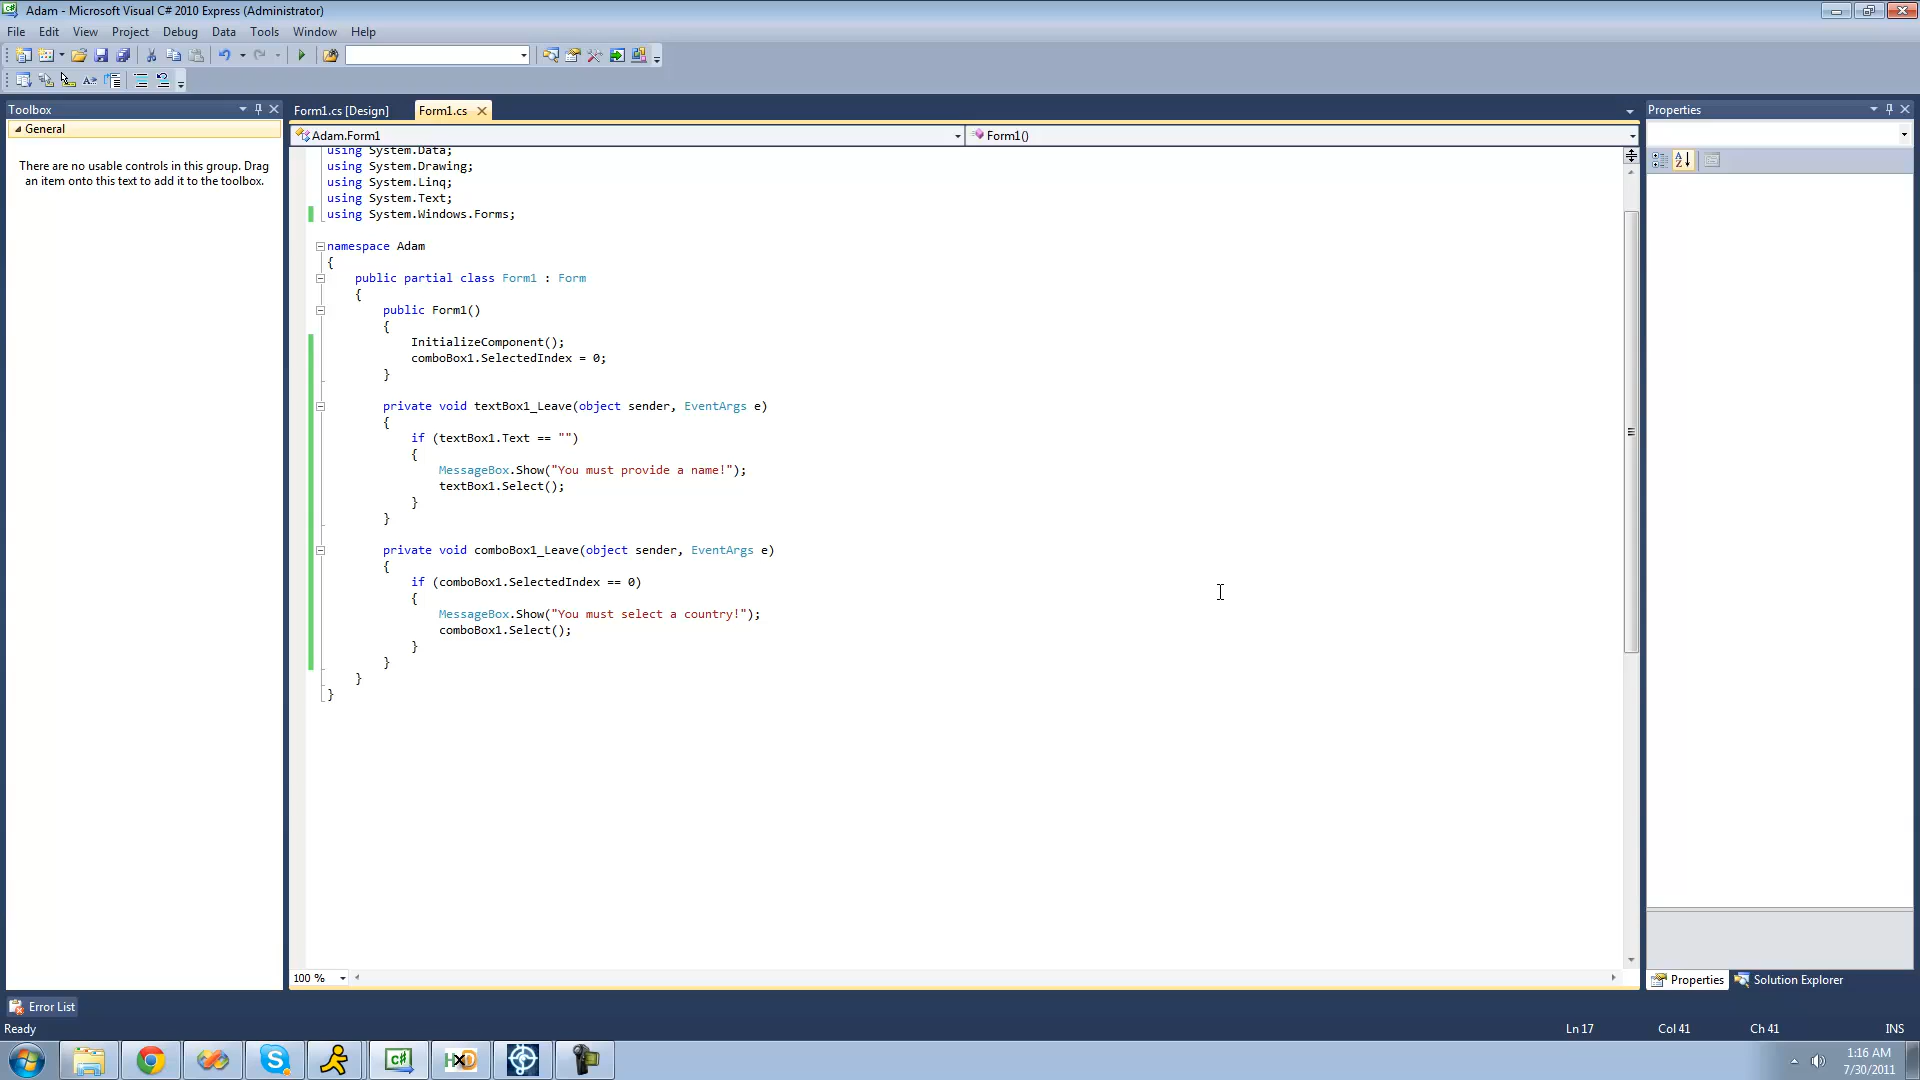 Adam - Microsoft Visual C# 2010 Express (Administrator)
File Edit View Project Debug Data Tools Window Help
Toolbox
General
There are no usable controls in this group. Drag
an item onto this text to add it to the toolbox.
Form1.cs [Design]
Form1.cs
Adam.Form1
Form1()
using System.Data;
using System.Drawing;
using System.Linq;
using System.Text;
using System.Windows.Forms;
namespace Adam
{
public partial class Form1 : Form
{
public Form1()
{
InitializeComponent();
comboBox1.SelectedIndex = 0;
}
private void textBox1_Leave(object sender, EventArgs e)
{
if (textBox1.Text == "")
{
MessageBox.Show("You must provide a name!");
textBox1.Select();
}
}
private void comboBox1_Leave(object sender, EventArgs e)
{
if (comboBox1.SelectedIndex == 0)
{
MessageBox.Show("You must select a country!");
comboBox1.Select();
}
}
}
}
100 %
Properties
Properties
Solution Explorer
Error List
Ready
Ln 17
Col 41
Ch 41
INS
1:16 AM
7/30/2011